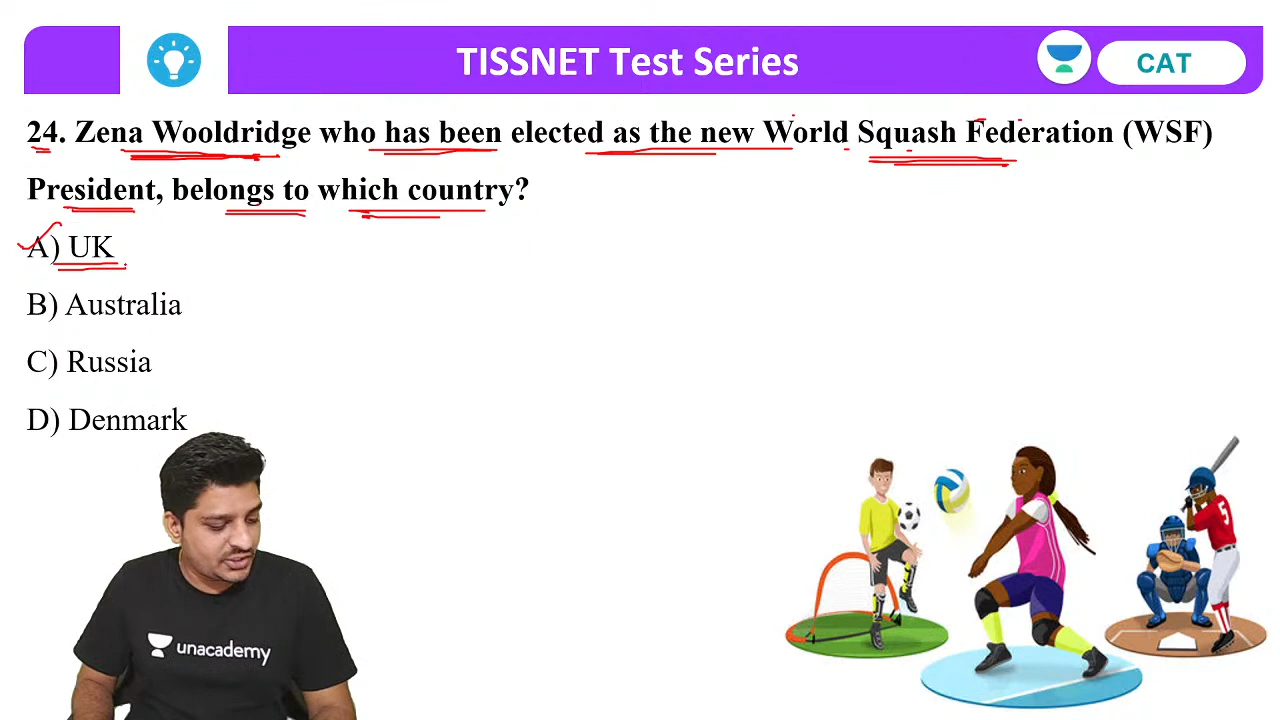 TISSNET Test Series
CAT
24. Zena Wooldridge who has been elected as the new World Squash Federation (WSF)
President, belongs to which country?
A) UK
B) Australia
C) Russia
D) Denmark
unacademy
5